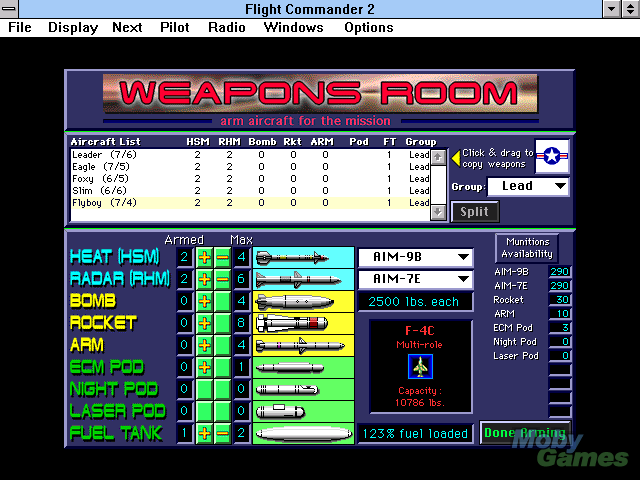 Flight Commander 2
File Display Next Pilot Radio Windows Options
WEAPONS ROOM
arm aircraft for the mission
Aircraft List HSM RHM Bomb Rkt ARM Pod FT Group
Leader (7/6) 2 2 0 0 0 1 Lead
Eagle (7/5) 2 2 0 0 0 1 Lead
Foxy (6/5) 2 2 0 0 0 1 Lead
Slim (6/6) 2 2 0 0 0 1 Lead
Flyboy (7/4) 2 2 0 0 0 1 Lead
Click & drag to
copy weapons
Group: Lead
Split
Armed Max
HEAT (HSM) 2 + - 4 AIM-9B
RADAR (RHM) 2 + - 6 AIM-7E
BOMB 0 + 4 2500 lbs. each
ROCKET 0 + 8
ARM 0 + 4
ECM POD 0 + 1
NIGHT POD 0 0
LASER POD 0 0
FUEL TANK 1 + - 2 123% fuel loaded
F-4C
Multi-role
Capacity :
10786 lbs.
Munitions
Availability
AIM-9B 290
AIM-7E 290
Rocket 30
ARM 10
ECM Pod 3
Night Pod 0
Laser Pod 0
Done Arming
Moby
Games